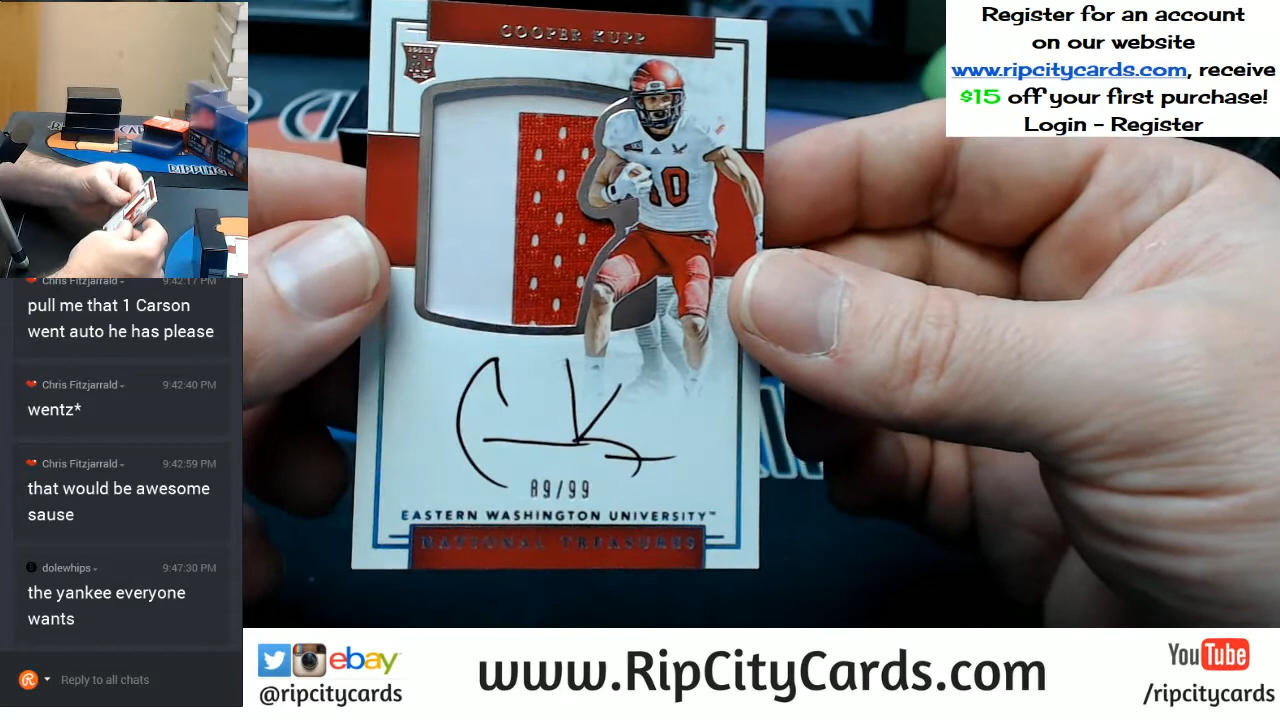 Register for an account
on our website
www.ripcitycards.com, receive
$15 off your first purchase!
Login - Register
COOPER KUPP
RC
10
89/99
EASTERN WASHINGTON UNIVERSITY™
NATIONAL TREASURES
RIPPING
Chris Fitzjarrald 9:42:17 PM
pull me that 1 Carson
went auto he has please
Chris Fitzjarrald 9:42:40 PM
wentz*
Chris Fitzjarrald 9:42:59 PM
that would be awesome
sause
dolewhips 9:47:30 PM
the yankee everyone
wants
Reply to all chats
ebay
@ripcitycards
www.RipCityCards.com
YouTube
/ripcitycards